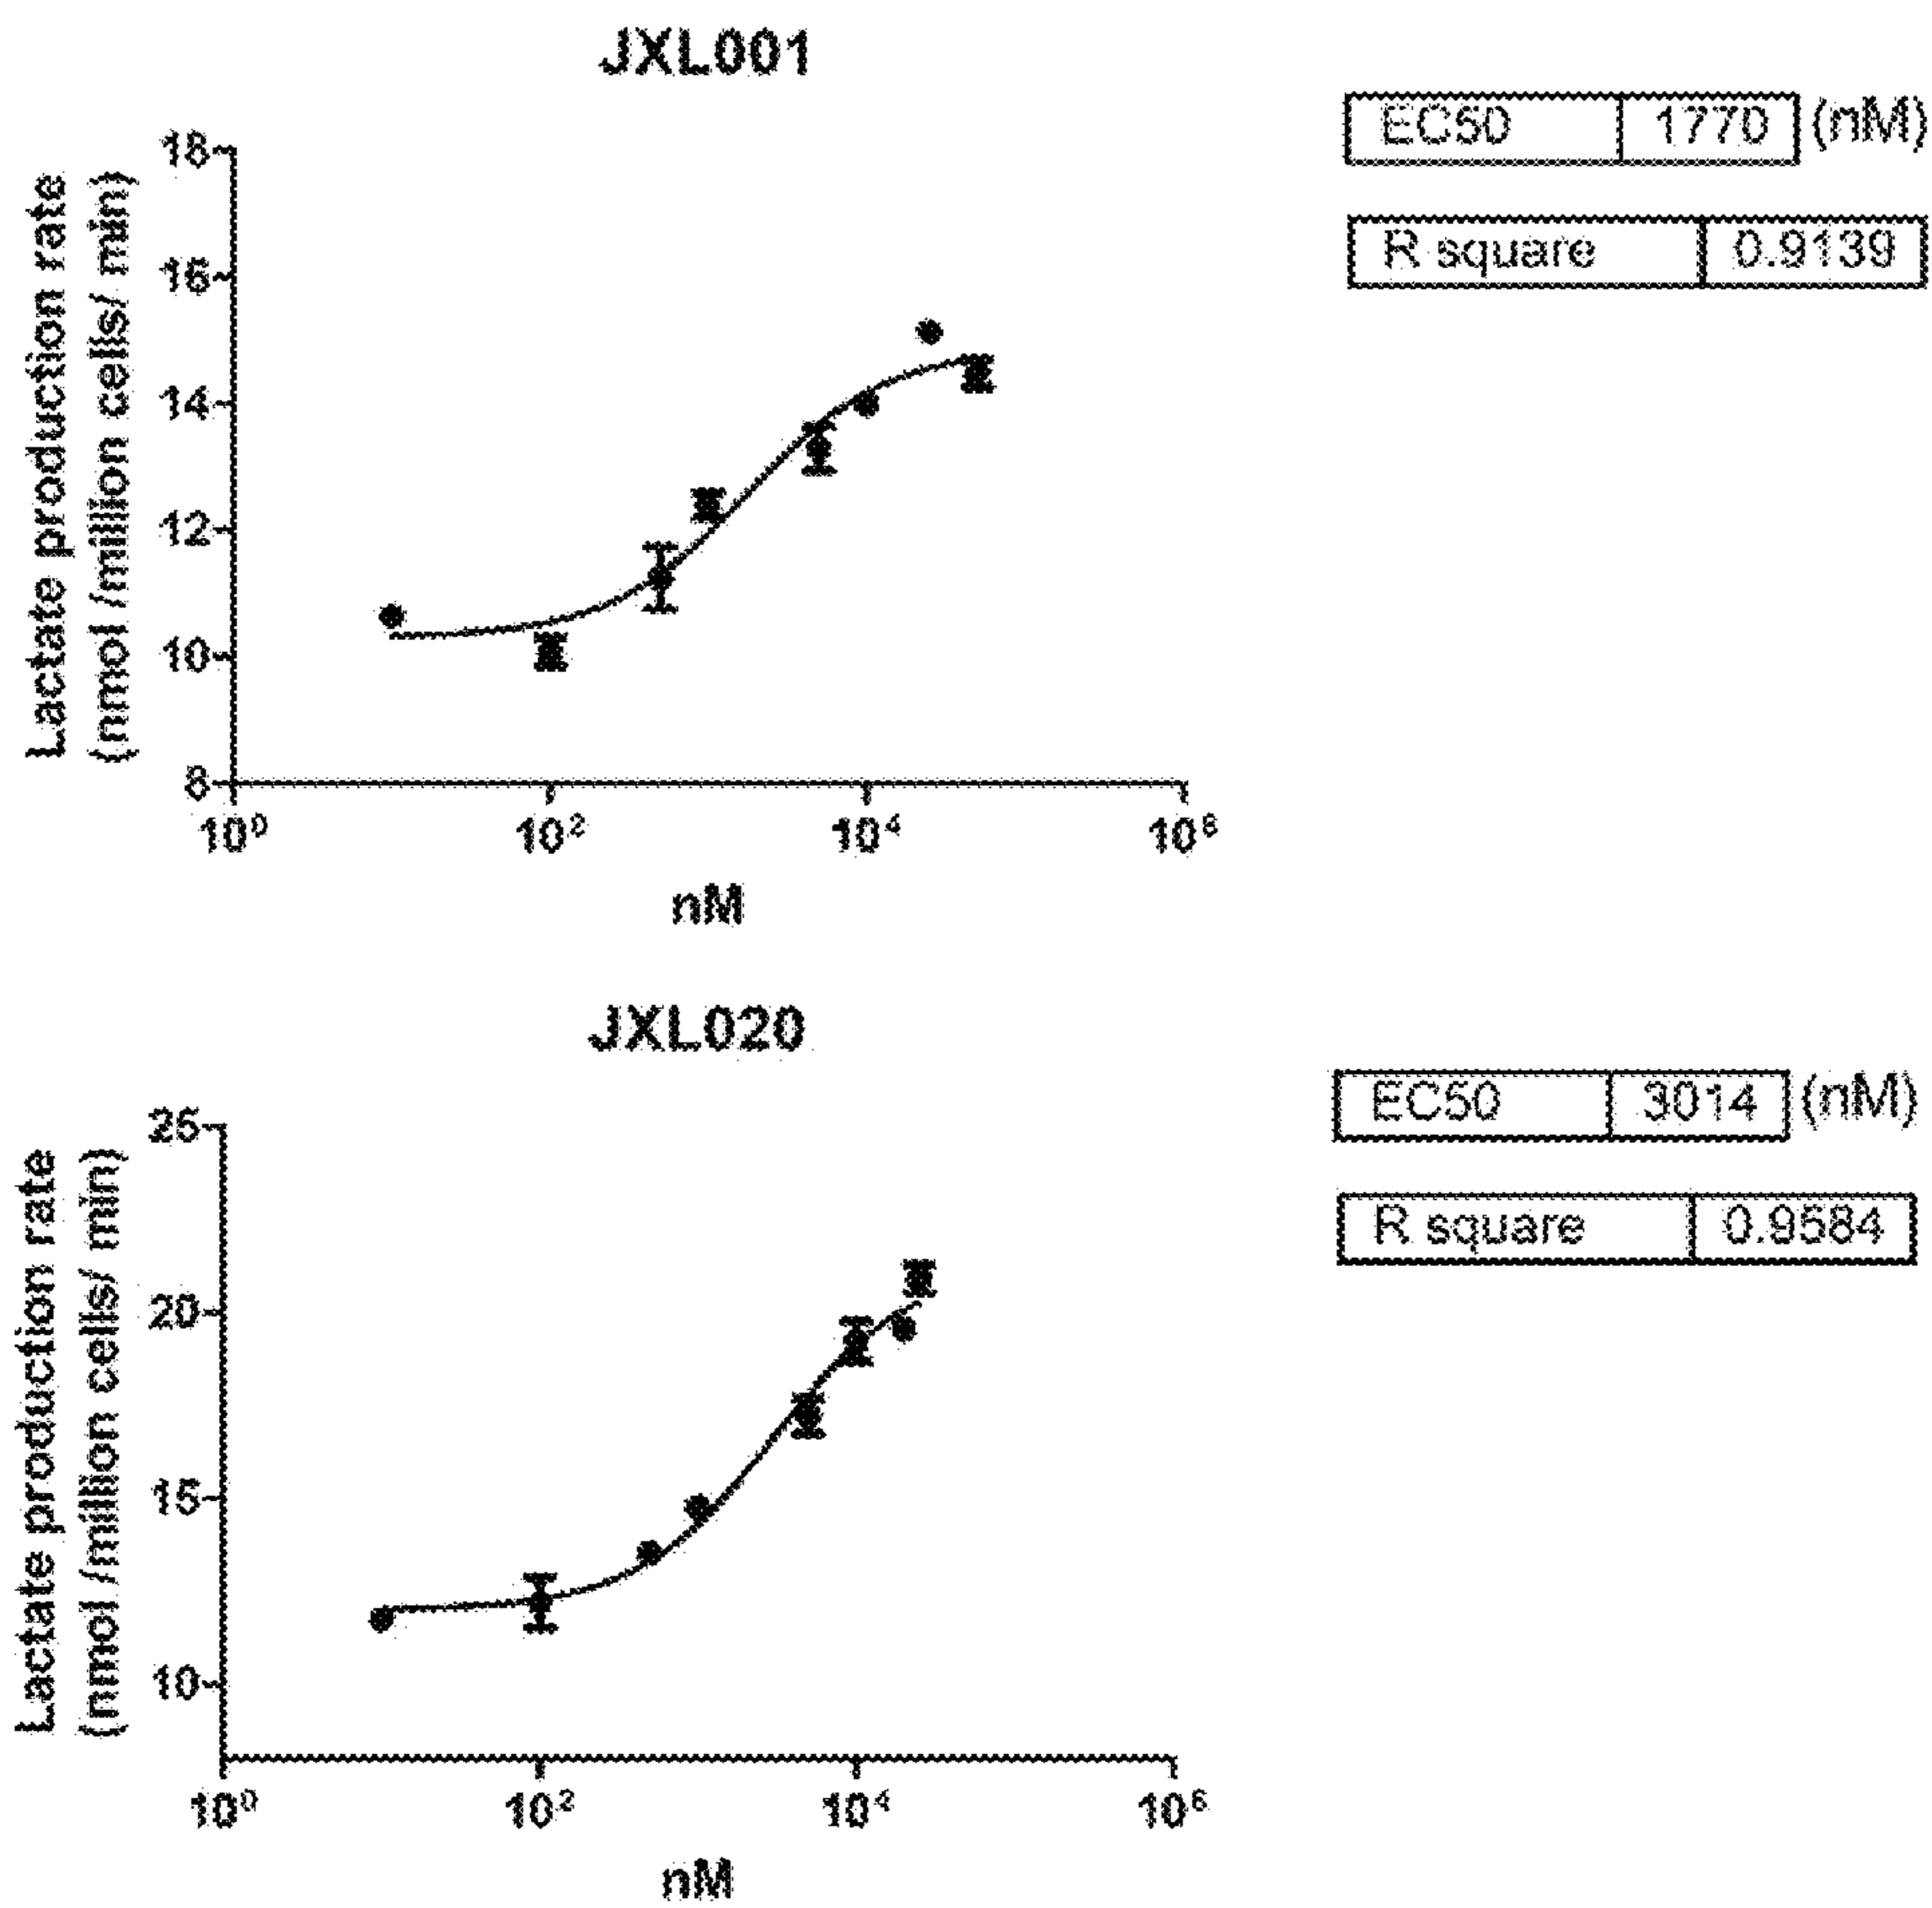 JXL001
EC50 1770 (nM)
R square 0.9139
Lactate production rate
(nmol /million cells/ min)
18
16
14
12
10
8
10⁰ 10² 10⁴ 10⁶
nM
JXL020
EC50 3014 (nM)
R square 0.9584
Lactate production rate
(nmol /million cells/ min)
25
20
15
10
10⁰ 10² 10⁴ 10⁶
nM